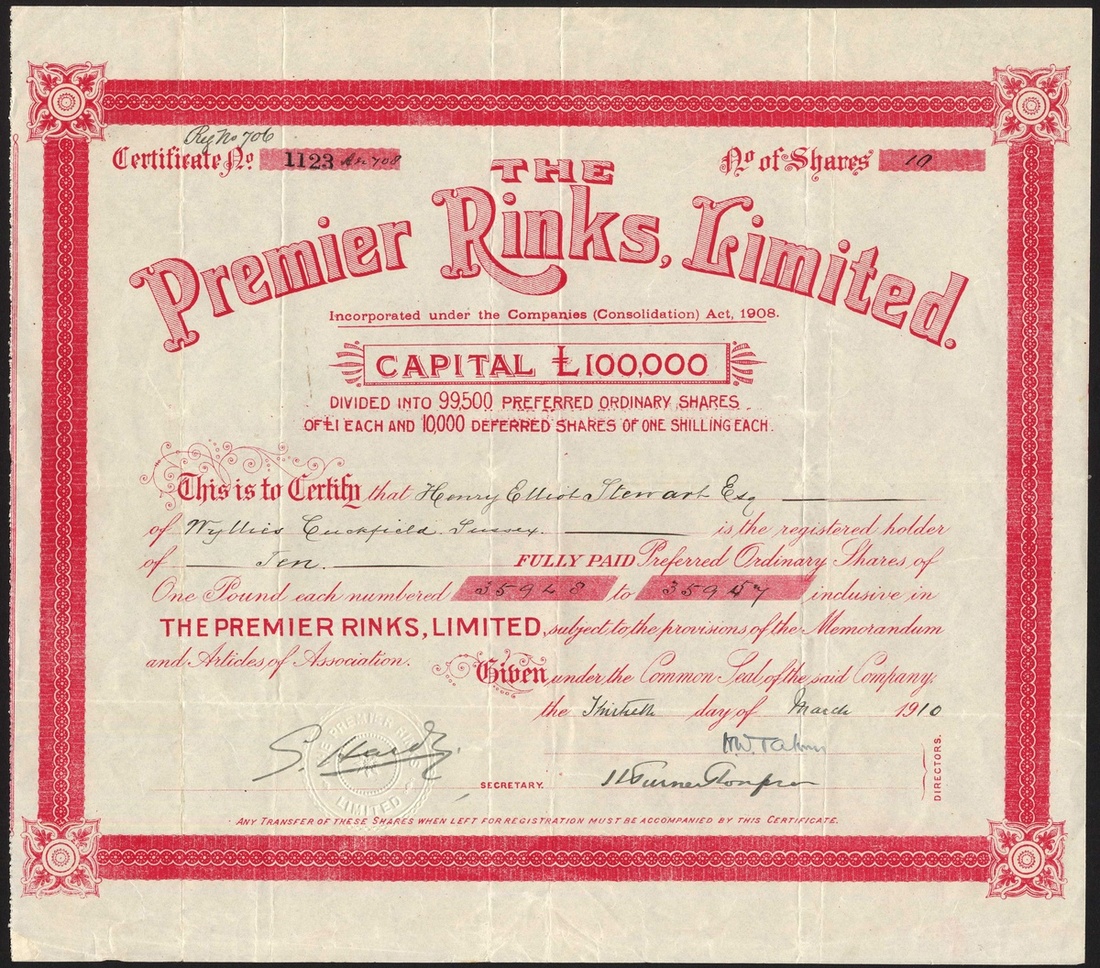 Reg No 706
Certificate No. 1123
No of Shares 10
THE
Premier Rinks, Limited.
Incorporated under the Companies (Consolidation) Act, 1908.
CAPITAL £100,000
DIVIDED INTO 99,500 PREFERRED ORDINARY SHARES
OF £1 EACH AND 10,000 DEFERRED SHARES OF ONE SHILLING EACH.
This is to Certify that Henry Elliot Stewart Esq
of Wyllies Cuckfield Sussex. is the registered holder
of Ten. FULLY PAID Preferred Ordinary Shares of
One Pound each numbered 35948 to 35957 inclusive in
THE PREMIER RINKS, LIMITED, subject to the provisions of the Memorandum
and Articles of Association. Given under the Common Seal of the said Company
the Thirtieth day of March 1910
THE PREMIER RINKS
LIMITED
S. Hardy.
SECRETARY.
DIRECTORS.
ANY TRANSFER OF THESE SHARES WHEN LEFT FOR REGISTRATION MUST BE ACCOMPANIED BY THIS CERTIFICATE.